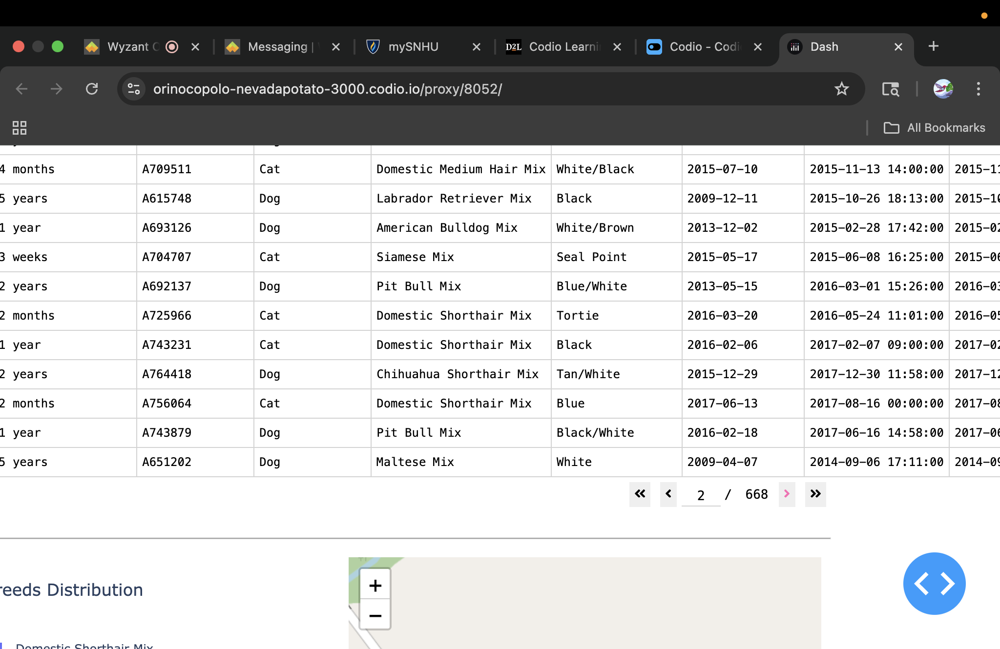 Wyzant
Messaging |
mySNHU
D2L Codio Learni
Codio - Codi
Dash
orinocopolo-nevadapotato-3000.codio.io/proxy/8052/
All Bookmarks
4 months A709511 Cat Domestic Medium Hair Mix White/Black 2015-07-10 2015-11-13 14:00:00 2015-11
5 years A615748 Dog Labrador Retriever Mix Black 2009-12-11 2015-10-26 18:13:00 2015-10
1 year A693126 Dog American Bulldog Mix White/Brown 2013-12-02 2015-02-28 17:42:00 2015-02
3 weeks A704707 Cat Siamese Mix Seal Point 2015-05-17 2015-06-08 16:25:00 2015-06
2 years A692137 Dog Pit Bull Mix Blue/White 2013-05-15 2016-03-01 15:26:00 2016-03
2 months A725966 Cat Domestic Shorthair Mix Tortie 2016-03-20 2016-05-24 11:01:00 2016-05
1 year A743231 Cat Domestic Shorthair Mix Black 2016-02-06 2017-02-07 09:00:00 2017-02
2 years A764418 Dog Chihuahua Shorthair Mix Tan/White 2015-12-29 2017-12-30 11:58:00 2017-12
2 months A756064 Cat Domestic Shorthair Mix Blue 2017-06-13 2017-08-16 00:00:00 2017-08
1 year A743879 Dog Pit Bull Mix Black/White 2016-02-18 2017-06-16 14:58:00 2017-06
5 years A651202 Dog Maltese Mix White 2009-04-07 2014-09-06 17:11:00 2014-09
« ‹ 2 / 668 › »
+
−
reeds Distribution
Domestic Shorthair Mix